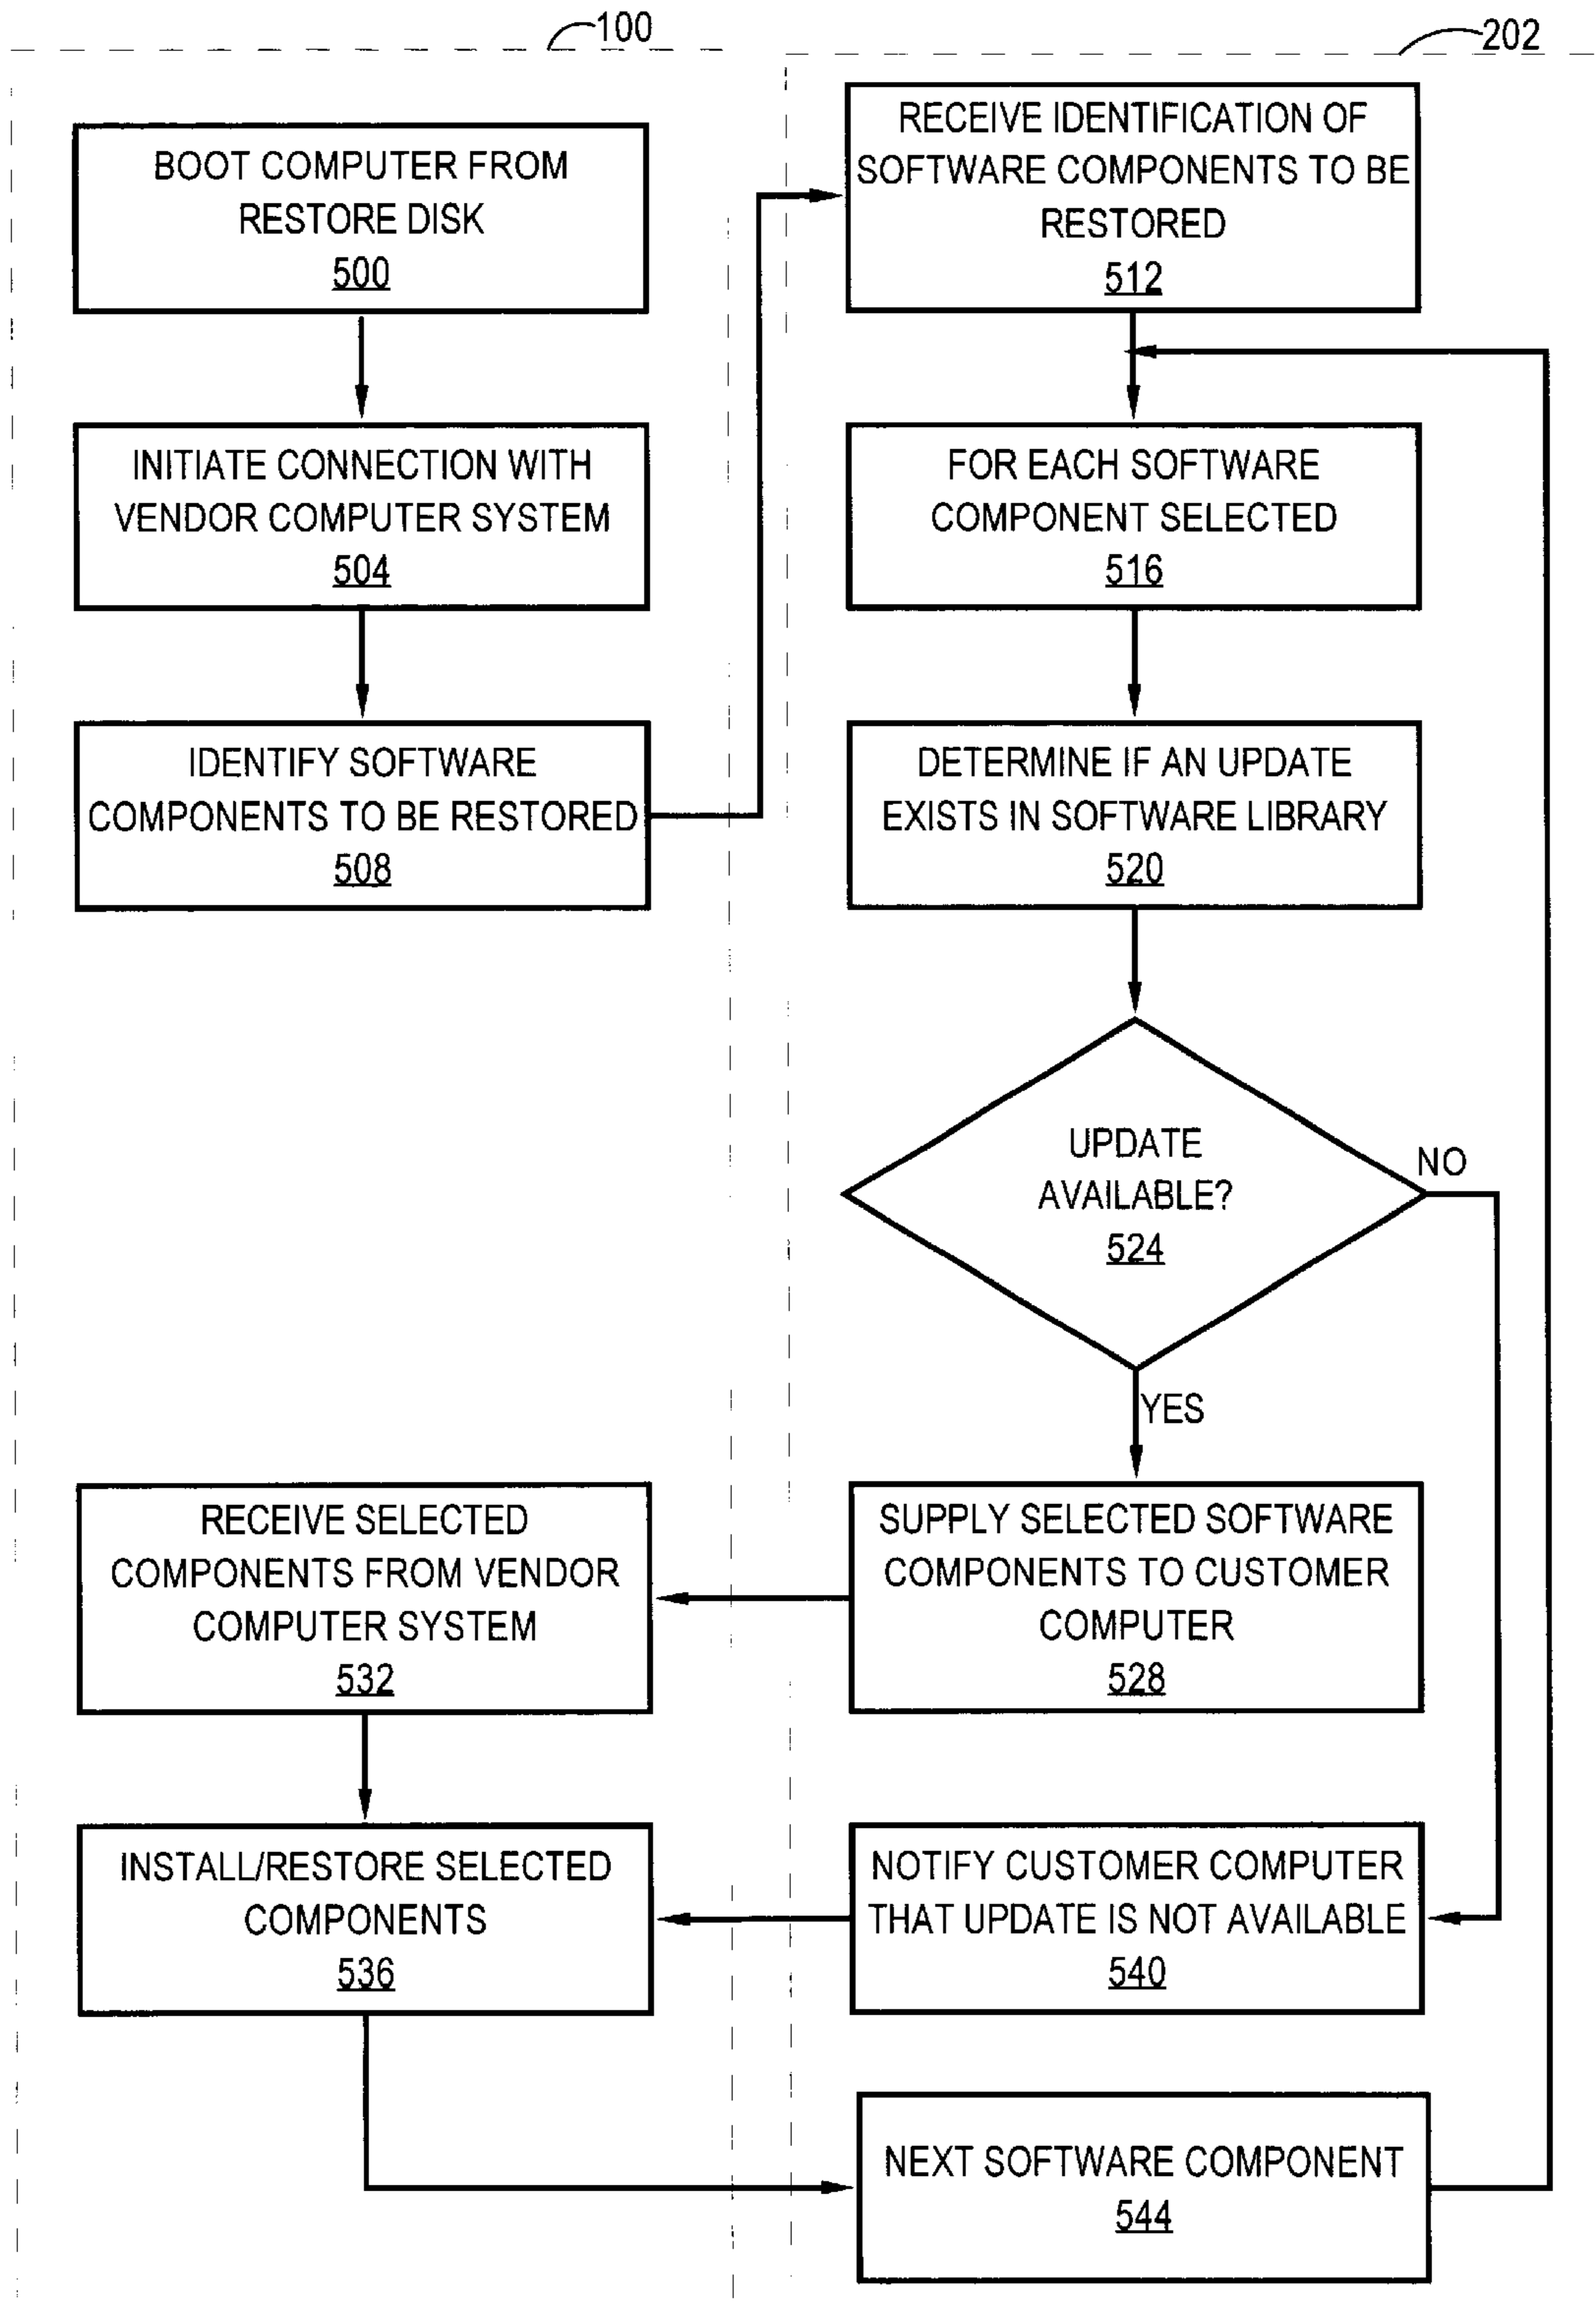 100
202
BOOT COMPUTER FROM
RESTORE DISK
500
INITIATE CONNECTION WITH
VENDOR COMPUTER SYSTEM
504
IDENTIFY SOFTWARE
COMPONENTS TO BE RESTORED
508
RECEIVE IDENTIFICATION OF
SOFTWARE COMPONENTS TO BE
RESTORED
512
FOR EACH SOFTWARE
COMPONENT SELECTED
516
DETERMINE IF AN UPDATE
EXISTS IN SOFTWARE LIBRARY
520
UPDATE
AVAILABLE?
524
NO
YES
SUPPLY SELECTED SOFTWARE
COMPONENTS TO CUSTOMER
COMPUTER
528
RECEIVE SELECTED
COMPONENTS FROM VENDOR
COMPUTER SYSTEM
532
INSTALL/RESTORE SELECTED
COMPONENTS
536
NOTIFY CUSTOMER COMPUTER
THAT UPDATE IS NOT AVAILABLE
540
NEXT SOFTWARE COMPONENT
544